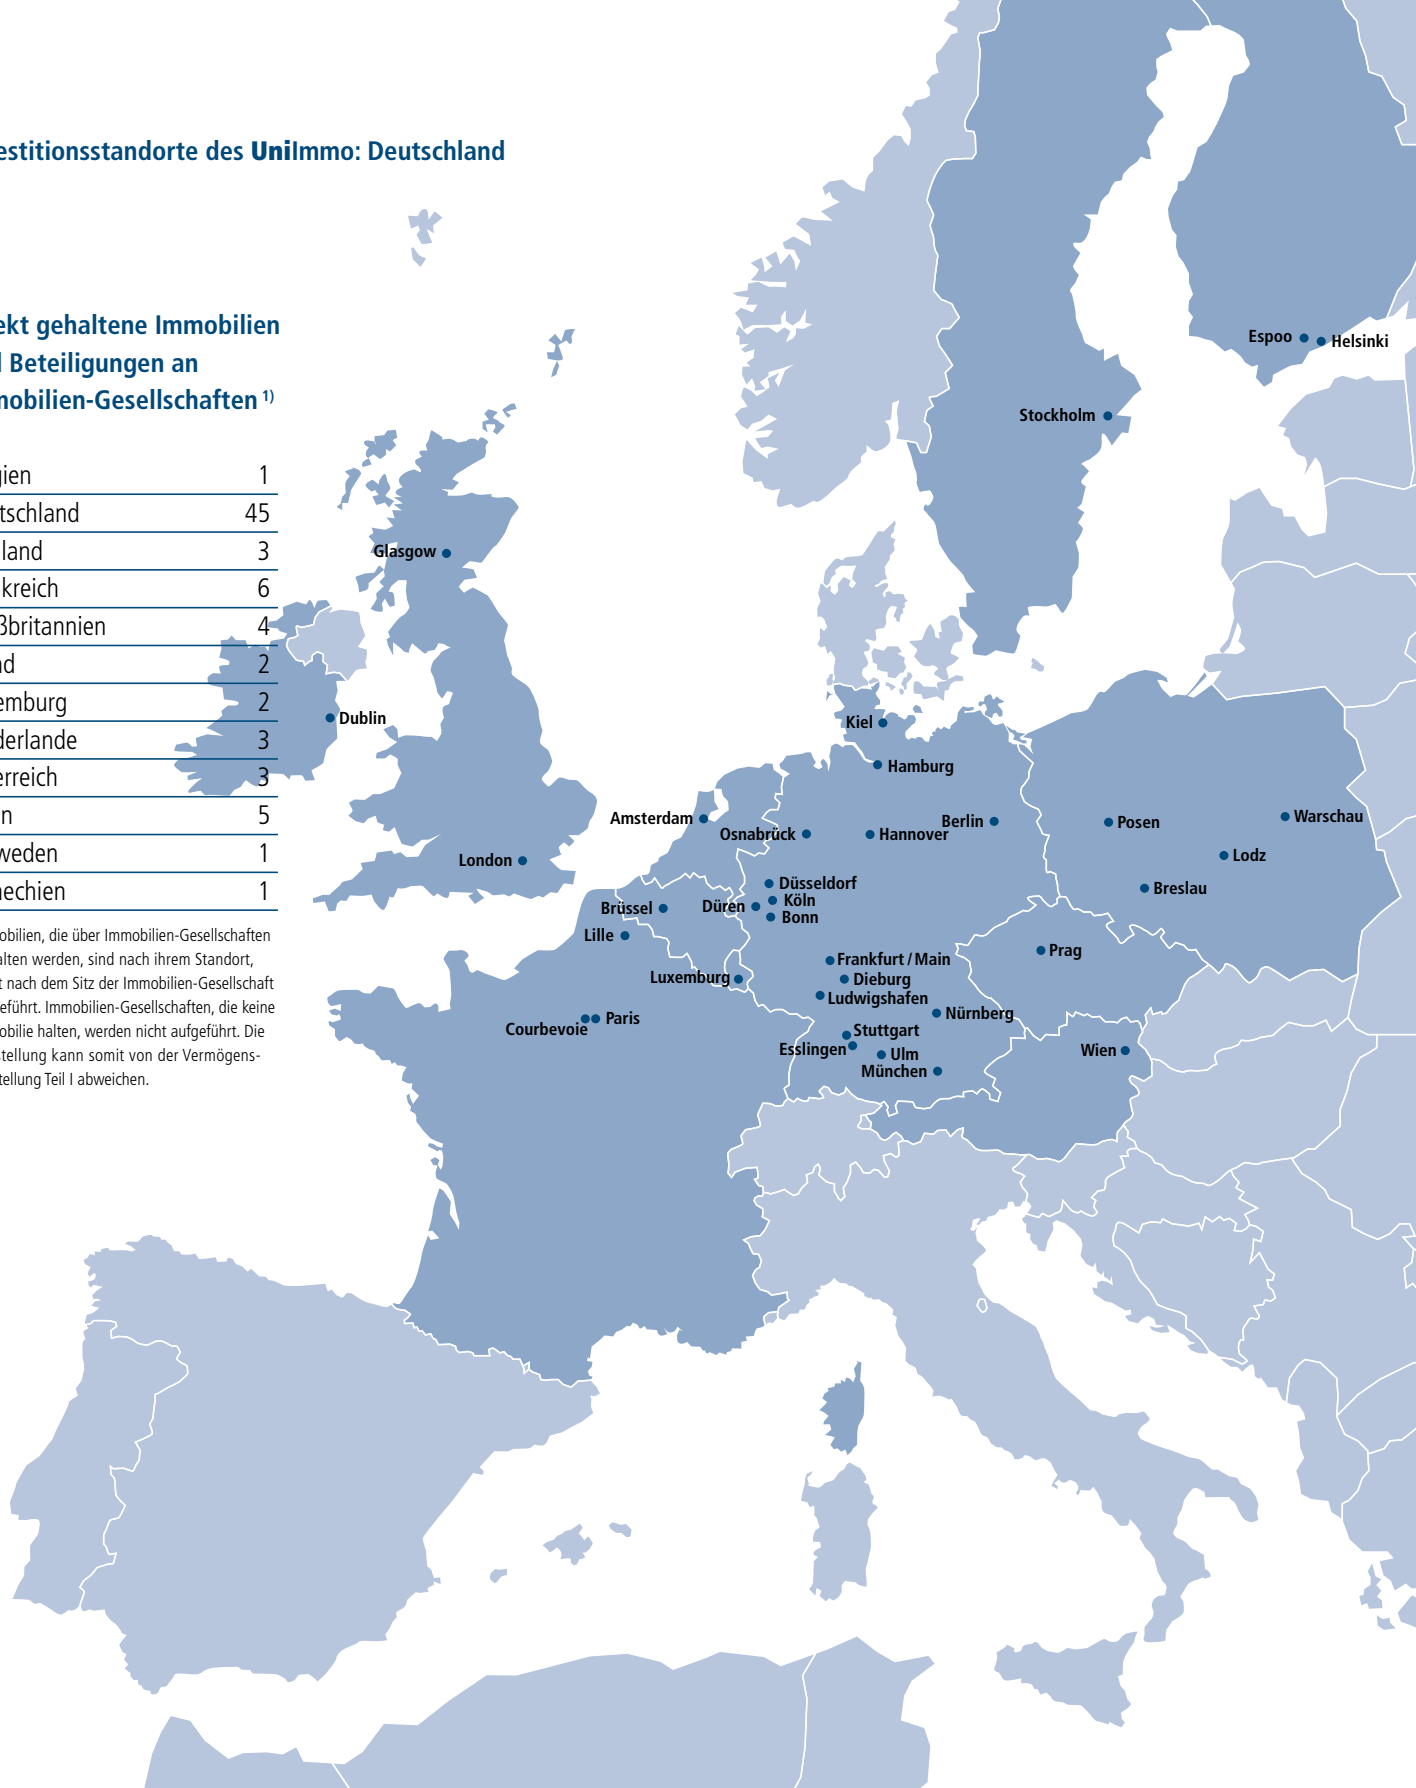 estitionsstandorte des UniImmo: Deutschland
ekt gehaltene Immobilien
Beteiligungen an
mobilien-Gesellschaften 1)
gien 1
tschland 45
land 3
kreich 6
ßbritannien 4
nd 2
emburg 2
derlande 3
erreich 3
n 5
weden 1
hechien 1
obilien, die über Immobilien-Gesellschaften
alten werden, sind nach ihrem Standort,
t nach dem Sitz der Immobilien-Gesellschaft
eführt. Immobilien-Gesellschaften, die keine
obilie halten, werden nicht aufgeführt. Die
stellung kann somit von der Vermögens-
tellung Teil I abweichen.
Espoo
Helsinki
Stockholm
Glasgow
Dublin
Kiel
Hamburg
Amsterdam
Osnabrück
Hannover
Berlin
Posen
Warschau
London
Lodz
Düsseldorf
Breslau
Köln
Düren
Bonn
Brüssel
Lille
Prag
Frankfurt / Main
Luxemburg
Dieburg
Ludwigshafen
Nürnberg
Courbevoie
Paris
Stuttgart
Esslingen
Ulm
Wien
München